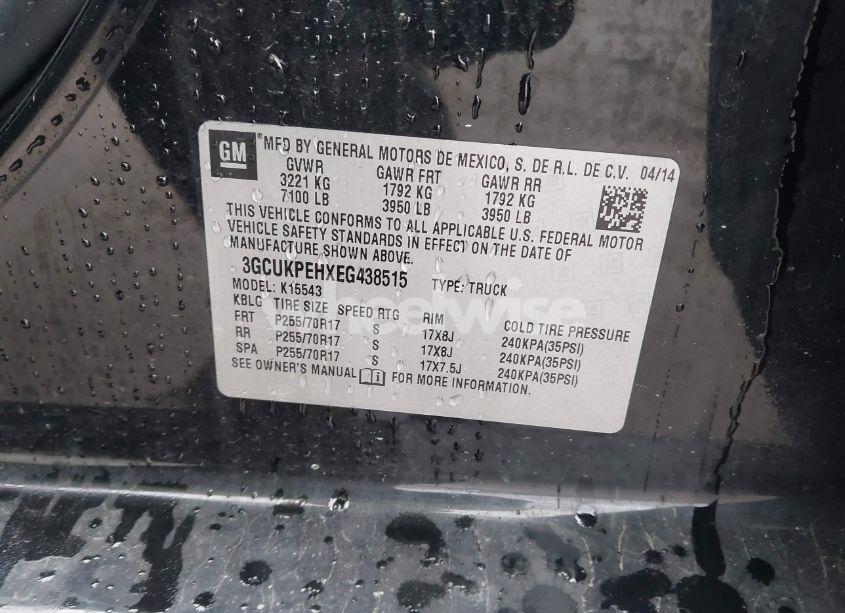 GM
® MFD BY GENERAL MOTORS DE MEXICO, S. DE R.L. DE C.V. 04/14
GVWR GAWR FRT GAWR RR
3221 KG 1792 KG 1792 KG
7100 LB 3950 LB 3950 LB
THIS VEHICLE CONFORMS TO ALL APPLICABLE U.S. FEDERAL MOTOR
VEHICLE SAFETY STANDARDS IN EFFECT ON THE DATE OF
MANUFACTURE SHOWN ABOVE.
3GCUKPEHXEG438515 TYPE: TRUCK
MODEL: K15543
KBLG TIRE SIZE SPEED RTG RIM COLD TIRE PRESSURE
FRT P255/70R17 S 17X8J 240KPA(35PSI)
RR P255/70R17 S 17X8J 240KPA(35PSI)
SPA P255/70R17 S 17X7.5J 240KPA(35PSI)
SEE OWNER'S MANUAL FOR MORE INFORMATION.